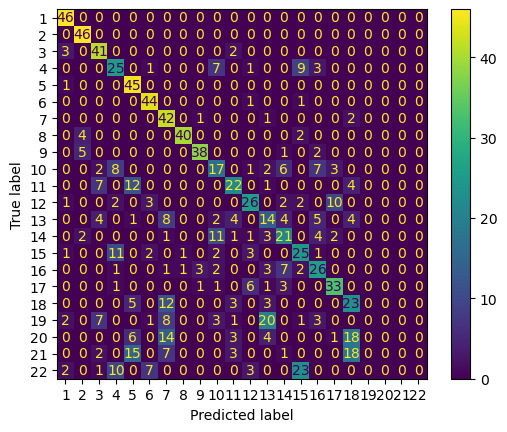 1 46 0 0 0 0 0 0 0 0 0 0 0 0 0 0 0 0 0 0 0 0 0
2 0 46 0 0 0 0 0 0 0 0 0 0 0 0 0 0 0 0 0 0 0 0
3 3 0 41 0 0 0 0 0 0 0 2 0 0 0 0 0 0 0 0 0 0 0
4 0 0 0 25 0 1 0 0 0 7 0 1 0 0 9 3 0 0 0 0 0 0
5 1 0 0 0 45 0 0 0 0 0 0 0 0 0 0 0 0 0 0 0 0 0
6 0 0 0 0 0 44 0 0 0 0 0 1 0 0 1 0 0 0 0 0 0 0
7 0 0 0 0 0 0 42 0 1 0 0 0 1 0 0 0 0 2 0 0 0 0
8 0 4 0 0 0 0 0 40 0 0 0 0 0 0 2 0 0 0 0 0 0 0
9 0 5 0 0 0 0 0 0 38 0 0 0 0 1 0 2 0 0 0 0 0 0
10 0 0 2 8 0 0 0 0 0 17 0 1 2 6 0 7 3 0 0 0 0 0
11 0 0 7 0 12 0 0 0 0 0 22 0 1 0 0 0 0 4 0 0 0 0
12 1 0 0 2 0 3 0 0 0 0 0 26 0 2 2 0 10 0 0 0 0 0
13 0 0 4 0 1 0 8 0 0 2 4 0 14 4 0 5 0 4 0 0 0 0
14 0 2 0 0 0 0 1 0 0 11 1 1 3 21 0 4 2 0 0 0 0 0
15 1 0 0 11 0 2 0 1 0 2 0 3 0 0 25 1 0 0 0 0 0 0
16 0 0 0 1 0 0 1 1 3 2 0 0 3 7 2 26 0 0 0 0 0 0
17 0 0 0 1 0 0 0 0 1 1 0 6 1 3 0 0 33 0 0 0 0 0
18 0 0 0 0 5 0 12 0 0 0 3 0 3 0 0 0 0 23 0 0 0 0
19 2 0 7 0 0 1 8 0 0 3 1 0 20 0 1 3 0 0 0 0 0 0
20 0 0 0 0 6 0 14 0 0 0 3 0 4 0 0 0 1 18 0 0 0 0
21 0 0 2 0 15 0 7 0 0 0 3 0 0 1 0 0 0 18 0 0 0 0
22 2 0 1 10 0 7 0 0 0 0 0 3 0 0 23 0 0 0 0 0 0 0
1 2 3 4 5 6 7 8 9 10 11 12 13 14 15 16 17 18 19 20 21 22
Predicted label
True label
40
30
20
10
0